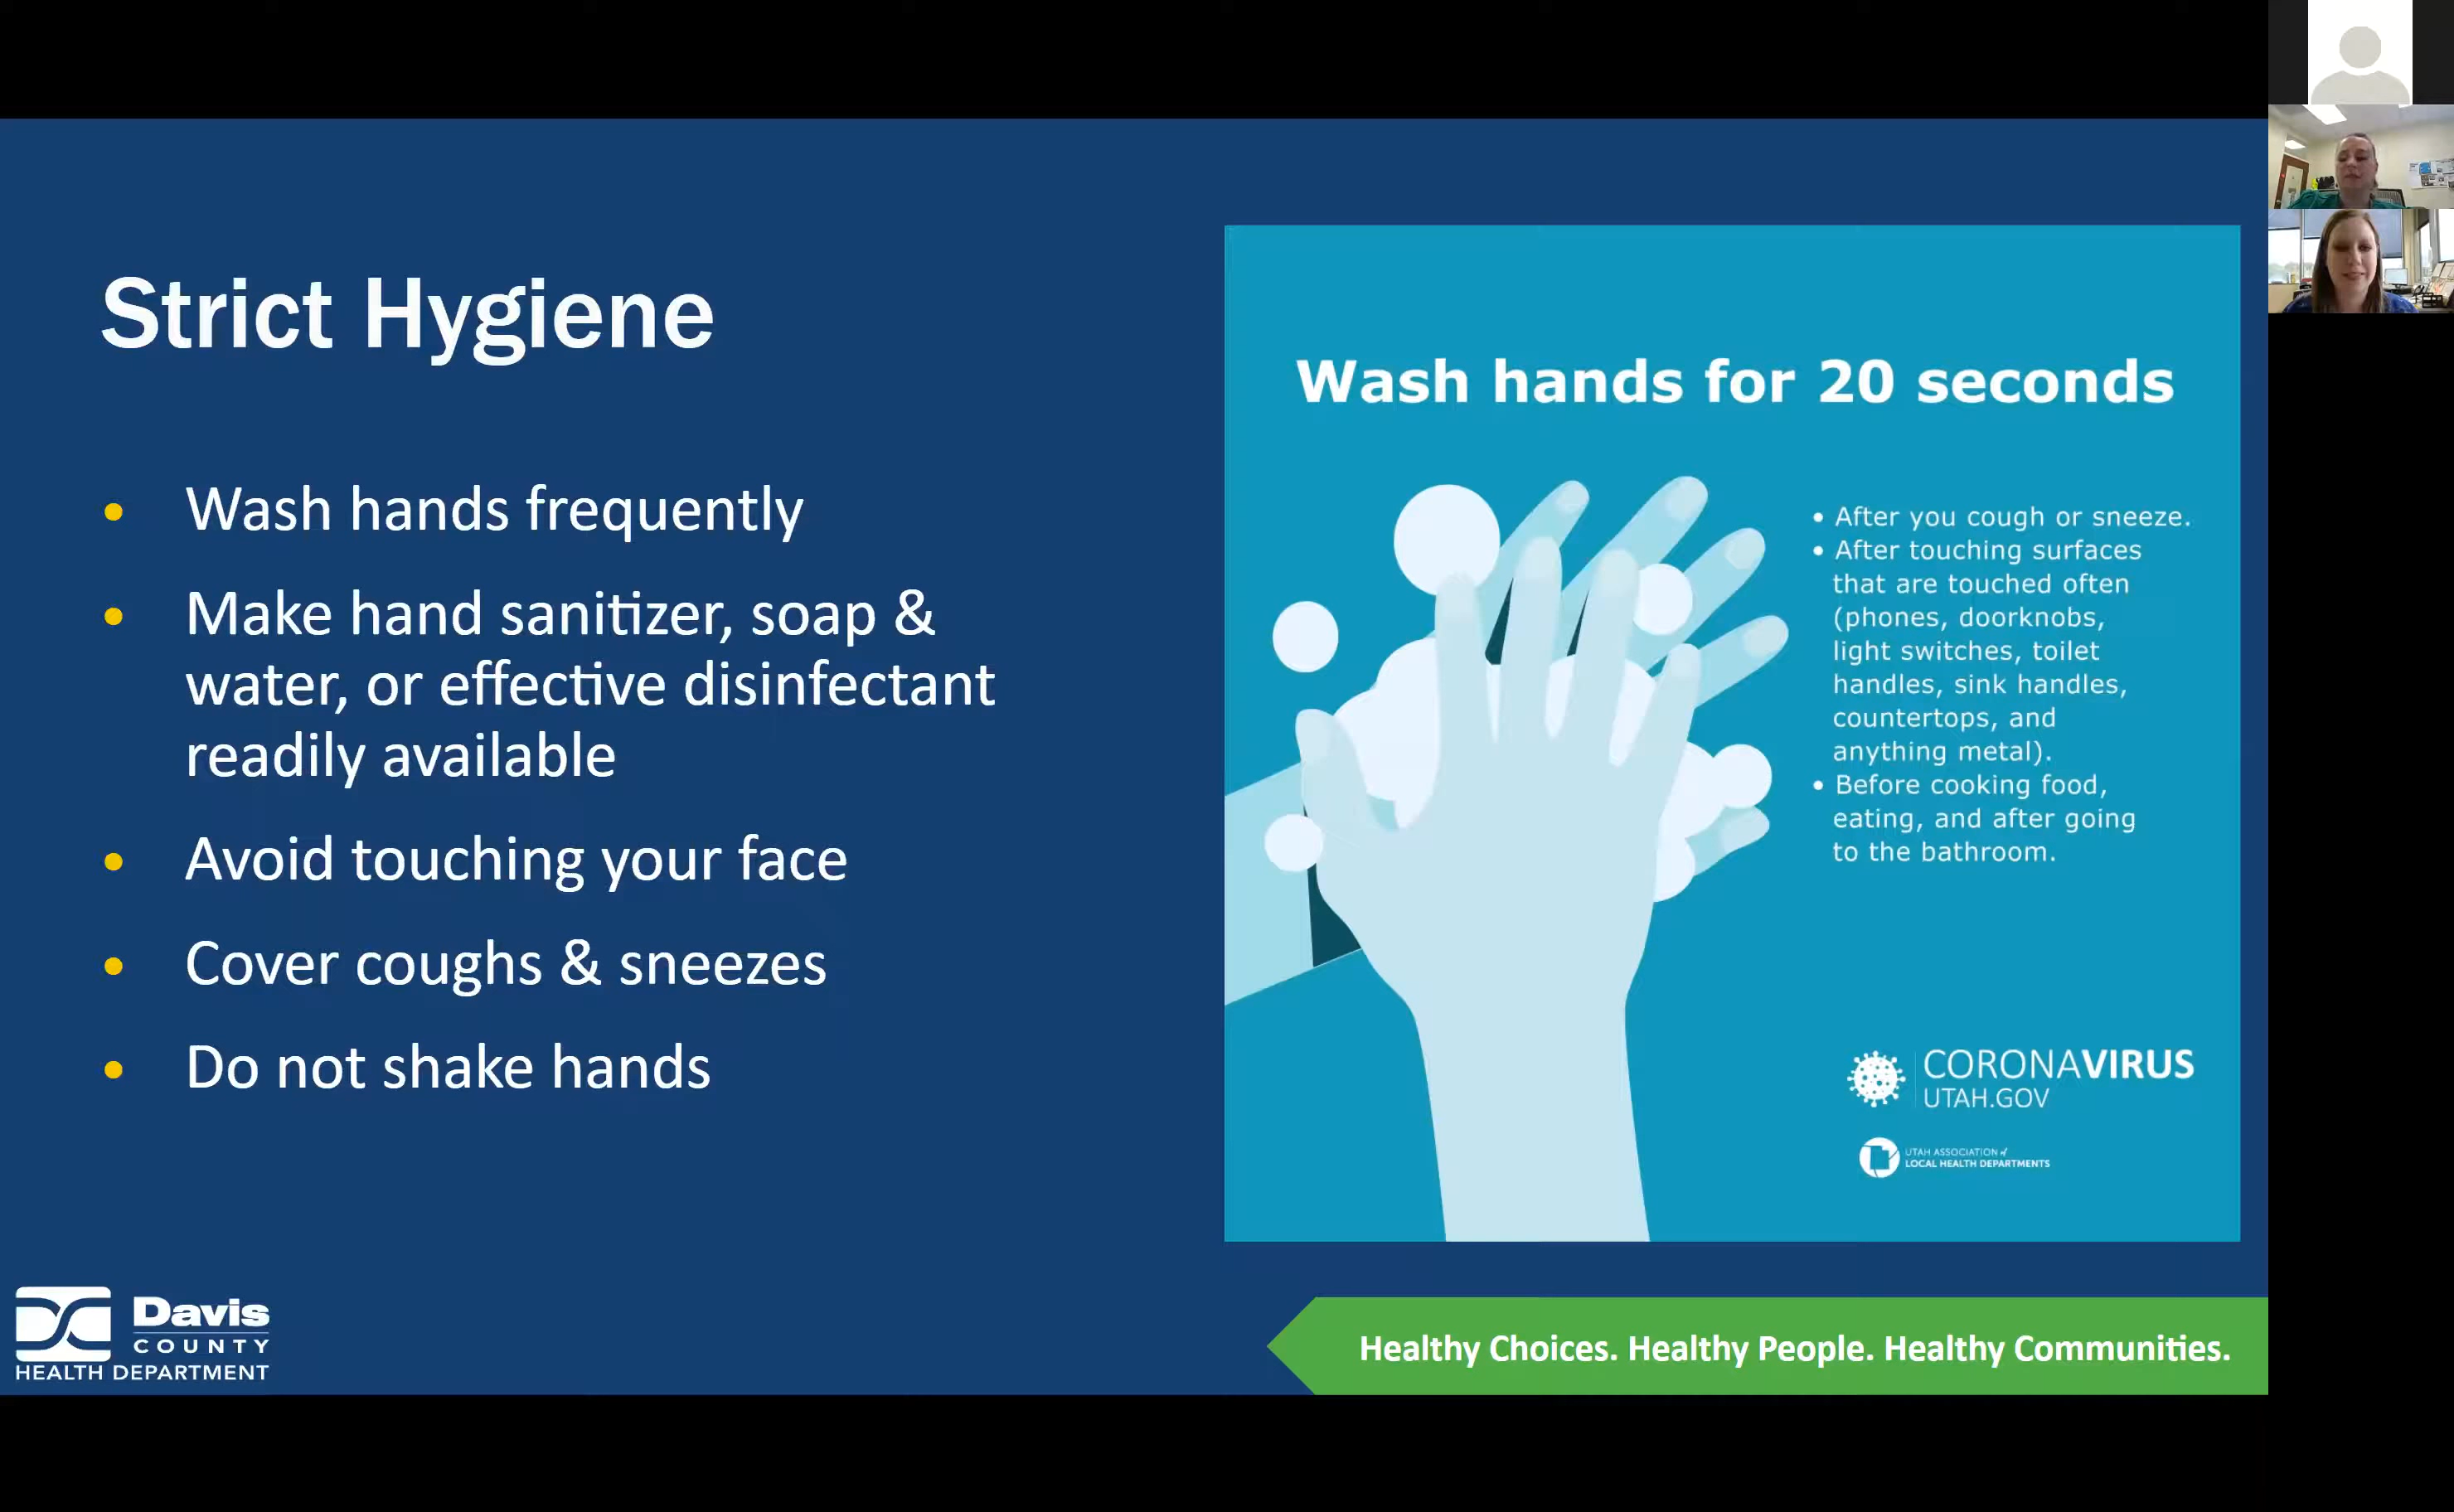 Strict Hygiene
• Wash hands frequently
• Make hand sanitizer, soap &
water, or effective disinfectant
readily available
• Avoid touching your face
• Cover coughs & sneezes
• Do not shake hands
Wash hands for 20 seconds
• After you cough or sneeze.
• After touching surfaces
that are touched often
(phones, doorknobs,
light switches, toilet
handles, sink handles,
countertops, and
anything metal).
• Before cooking food,
eating, and after going
to the bathroom.
CORONAVIRUS
UTAH.GOV
UTAH ASSOCIATION of
LOCAL HEALTH DEPARTMENTS
Davis
COUNTY
HEALTH DEPARTMENT
Healthy Choices. Healthy People. Healthy Communities.